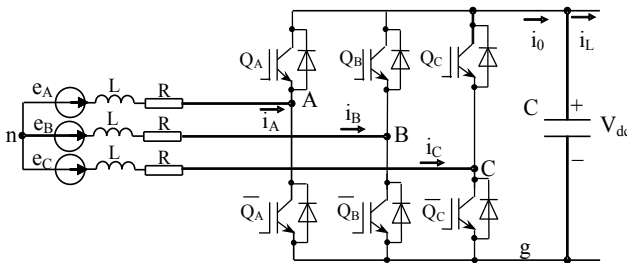 Q_A Q_B Q_C i_0 i_L
e_A L R A
i_A i_B C + V_dc
n e_B L R B
i_C −
e_C L R C
Q̅_A Q̅_B Q̅_C
g